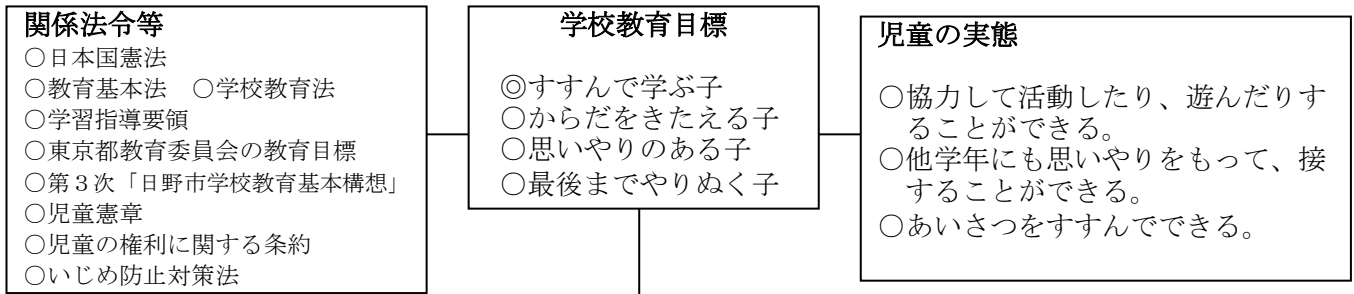 関係法令等
○日本国憲法
○教育基本法　○学校教育法
○学習指導要領
○東京都教育委員会の教育目標
○第３次「日野市学校教育基本構想」
○児童憲章
○児童の権利に関する条約
○いじめ防止対策法
学校教育目標
◎すすんで学ぶ子
○からだをきたえる子
○思いやりのある子
○最後までやりぬく子
児童の実態
○協力して活動したり、遊んだりす
ることができる。
○他学年にも思いやりをもって、接
することができる。
○あいさつをすすんでできる。